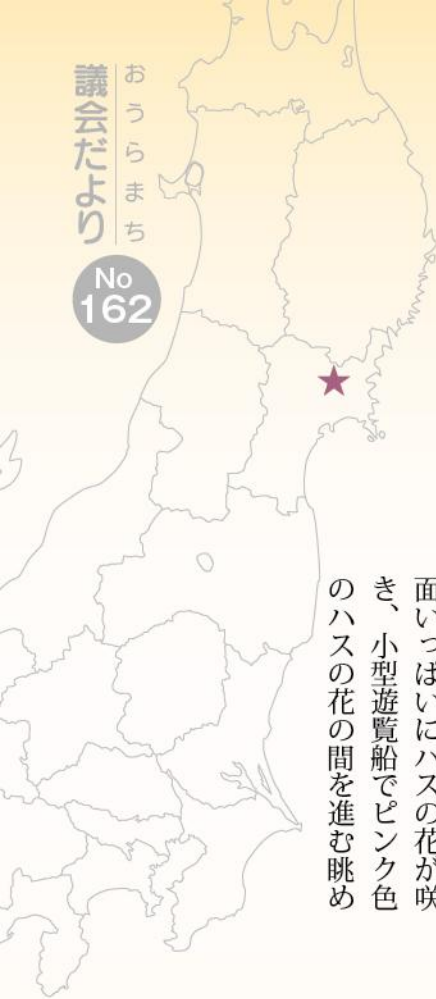 おうらまち
議会だより
No
162
面いっぱいにハスの花が咲
き、小型遊覧船でピンク色
のハスの花の間を進む眺め